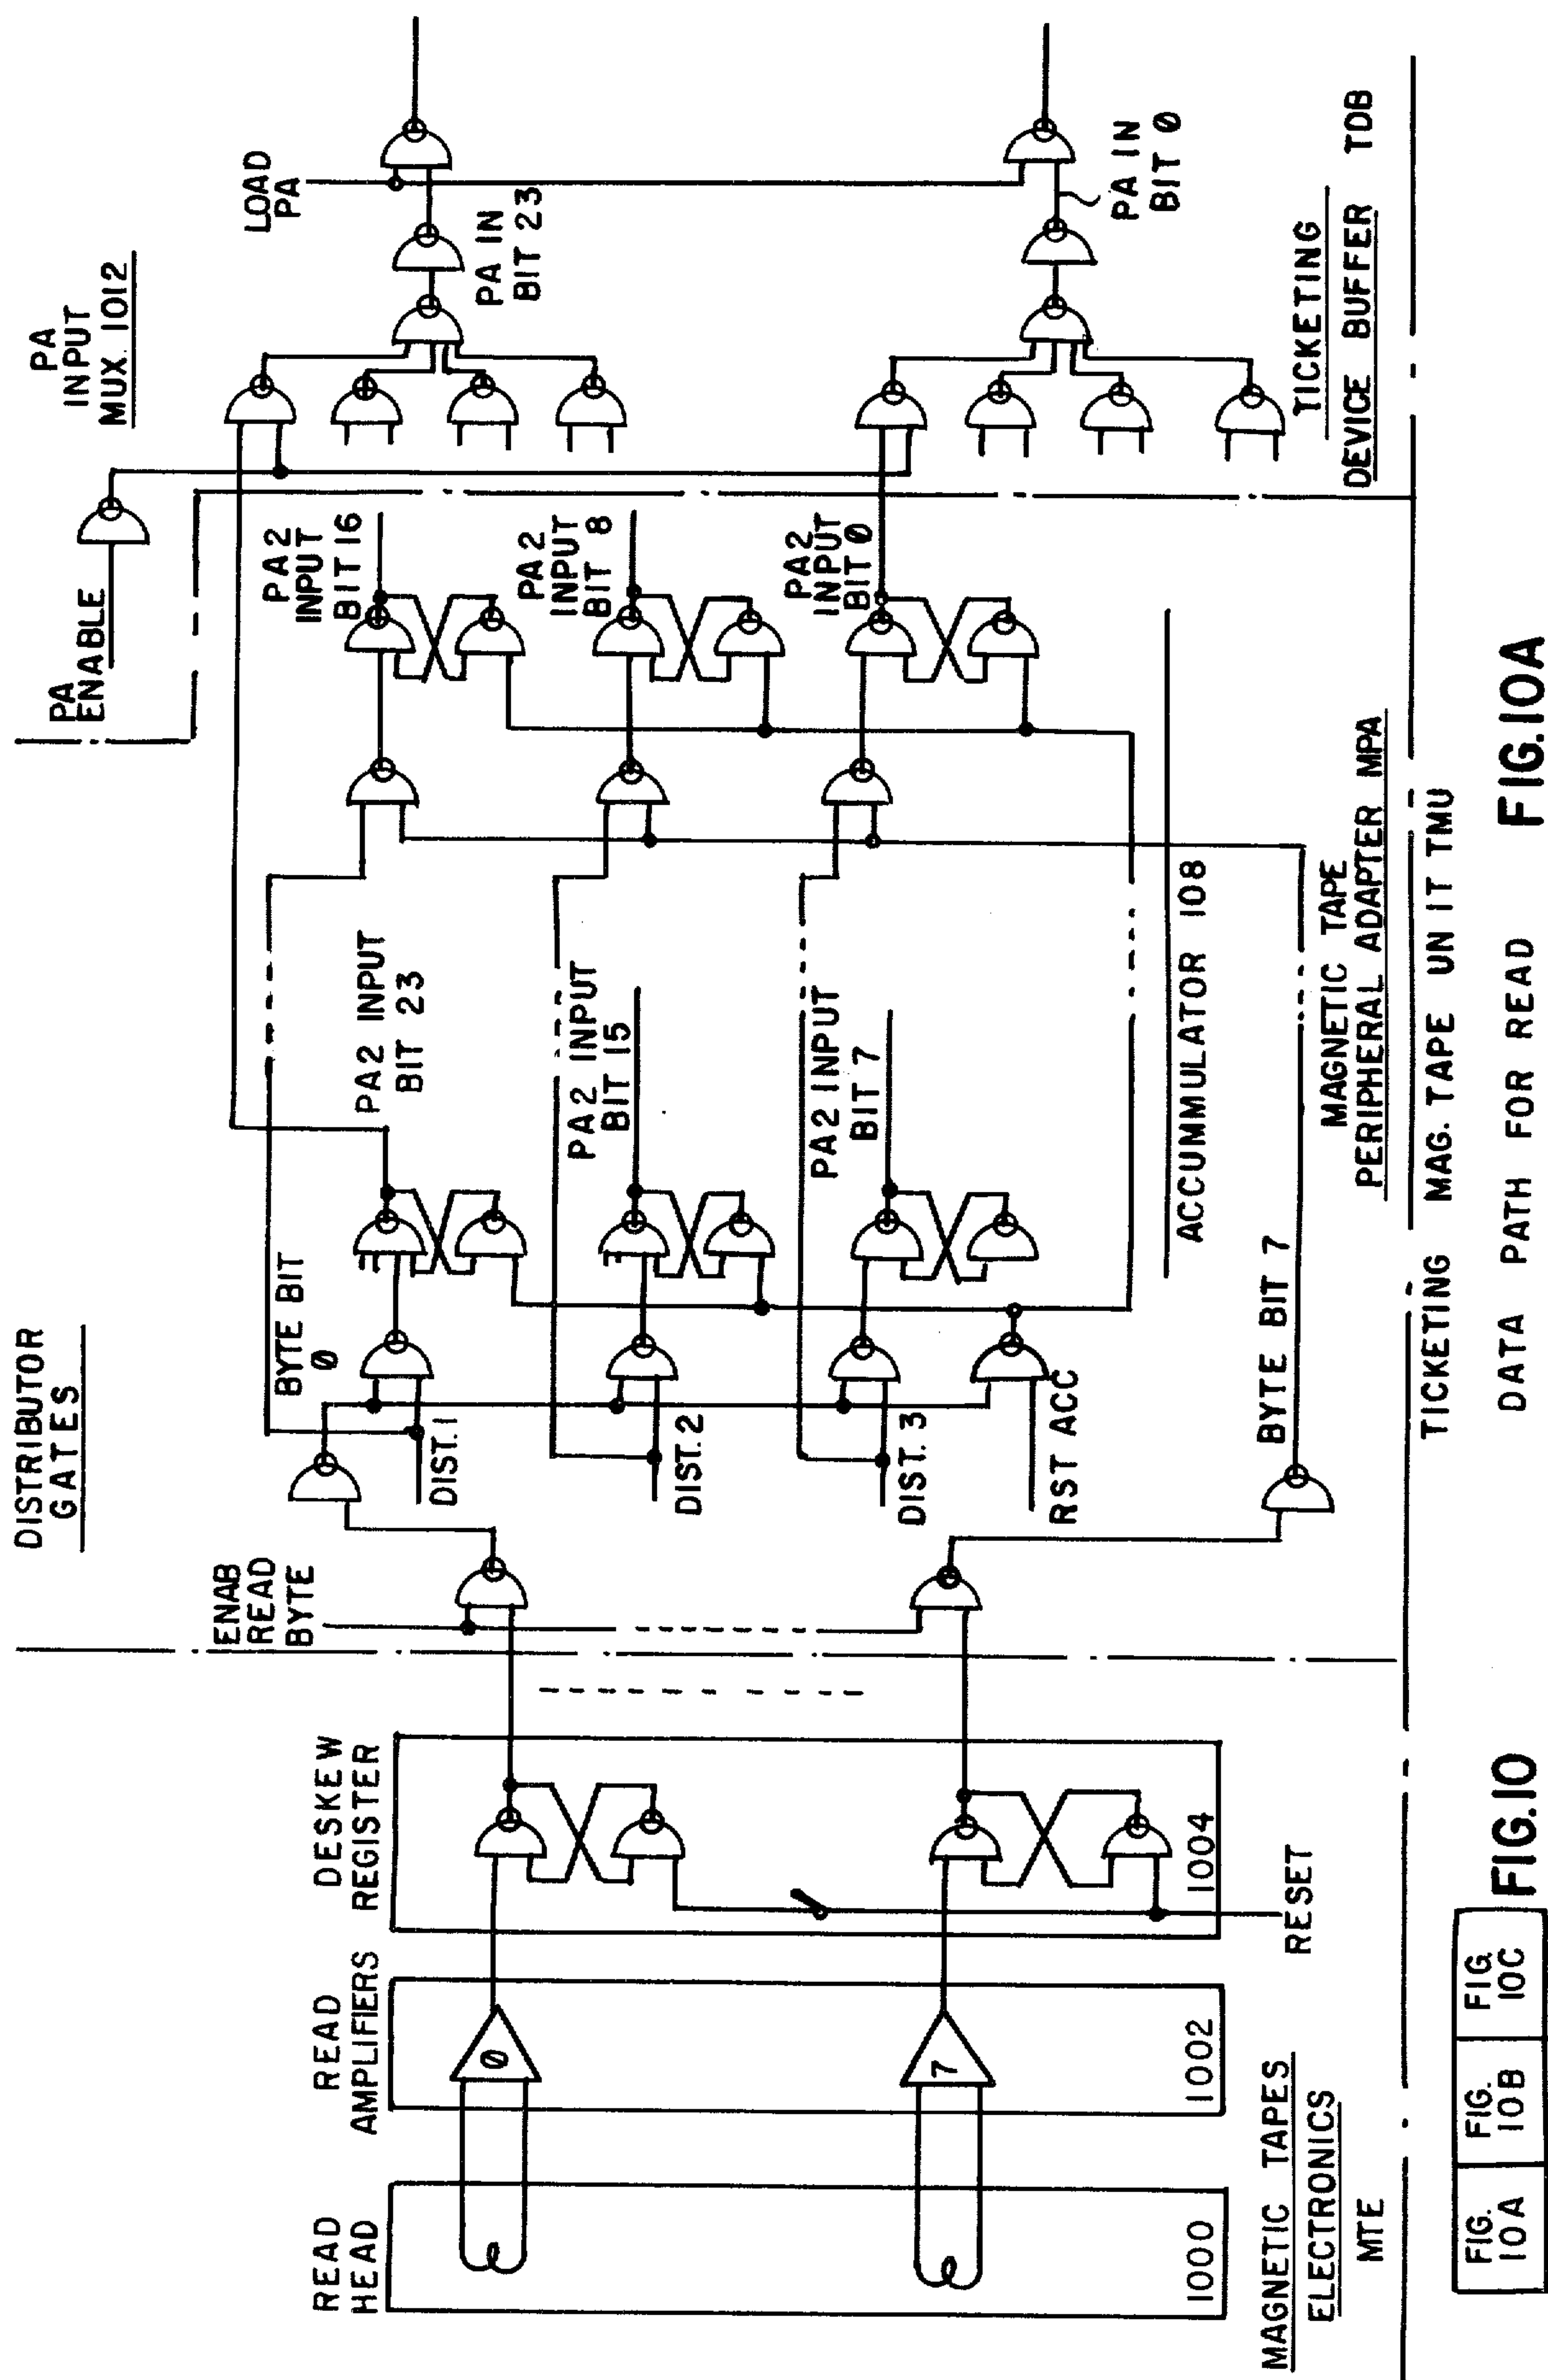 READ
HEAD
1000
READ
AMPLIFIERS
0
7
1002
DESKEW
REGISTER
1004
RESET
MAGNETIC TAPES
ELECTRONICS
MTE
DISTRIBUTOR
GATES
ENAB
READ
BYTE
BYTE BIT
0
DIST. 1
DIST. 2
DIST. 3
RST ACC
BYTE BIT 7
PA2 INPUT
BIT 23
PA2 INPUT
BIT 15
PA2 INPUT
BIT 7
ACCUMMULATOR 108
MAGNETIC TAPE
PERIPHERAL ADAPTER MPA
PA
ENABLE
PA2
INPUT
BIT 16
PA2
INPUT
BIT 8
PA2
INPUT
BIT 0
PA
INPUT
MUX. 1012
LOAD
PA
PA IN
BIT 23
PA IN
BIT 0
TICKETING
DEVICE BUFFER TDB
TICKETING MAG. TAPE UNIT TMU
DATA PATH FOR READ FIG.10A
FIG.
10A
FIG.
10B
FIG.
10C
FIG.10